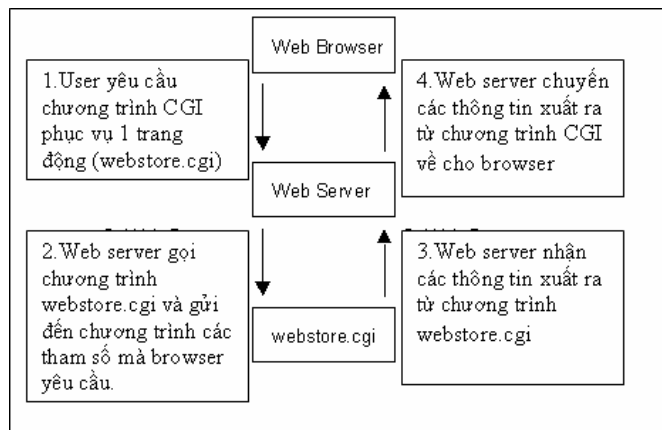 Web Browser
1.User yêu cầu
chương trình CGI
phục vụ 1 trang
động (webstore.cgi)
4.Web server chuyến
các thông tin xuất ra
từ chương trình CGI
về cho browser
Web Server
2.Web server gọi
chương trình
webstore.cgi và gửi
đến chương trình các
tham số mà browser
yêu cầu.
3.Web server nhận
các thông tin xuất ra
từ chương trình
webstore.cgi
webstore.cgi